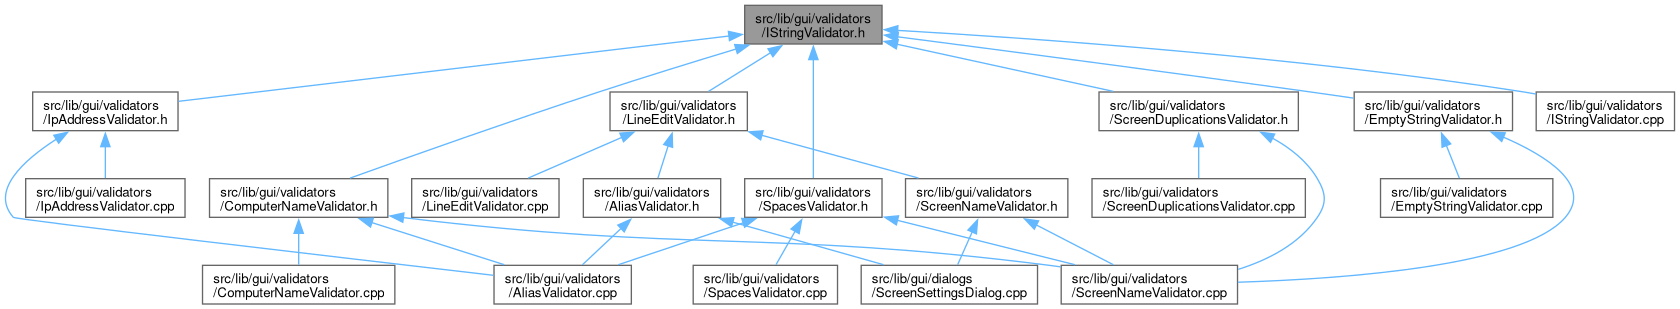 src/lib/gui/validators
/IStringValidator.h
src/lib/gui/validators
/IpAddressValidator.h
src/lib/gui/validators
/LineEditValidator.h
src/lib/gui/validators
/ScreenDuplicationsValidator.h
src/lib/gui/validators
/EmptyStringValidator.h
src/lib/gui/validators
/IStringValidator.cpp
src/lib/gui/validators
/IpAddressValidator.cpp
src/lib/gui/validators
/ComputerNameValidator.h
src/lib/gui/validators
/LineEditValidator.cpp
src/lib/gui/validators
/AliasValidator.h
src/lib/gui/validators
/SpacesValidator.h
src/lib/gui/validators
/ScreenNameValidator.h
src/lib/gui/validators
/ScreenDuplicationsValidator.cpp
src/lib/gui/validators
/EmptyStringValidator.cpp
src/lib/gui/validators
/ComputerNameValidator.cpp
src/lib/gui/validators
/AliasValidator.cpp
src/lib/gui/validators
/SpacesValidator.cpp
src/lib/gui/dialogs
/ScreenSettingsDialog.cpp
src/lib/gui/validators
/ScreenNameValidator.cpp